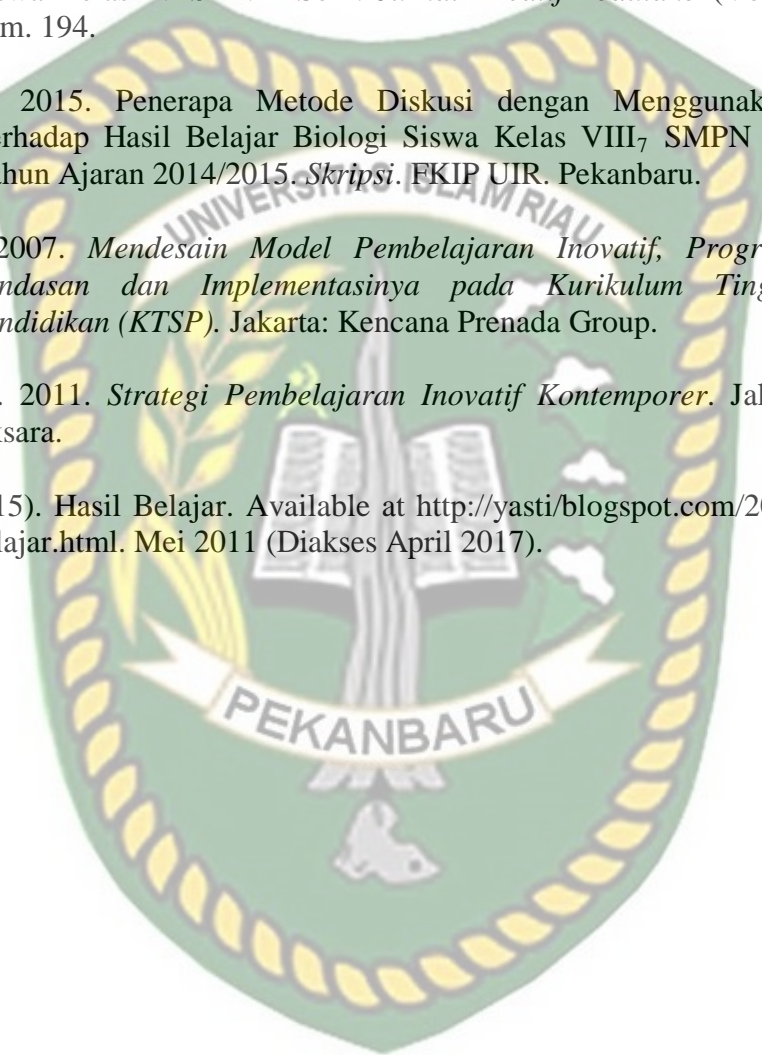 m. 194.
2015. Penerapa Metode Diskusi dengan Menggunak
erhadap Hasil Belajar Biologi Siswa Kelas VIII₇ SMPN
ahun Ajaran 2014/2015. Skripsi. FKIP UIR. Pekanbaru.
UNIVERSITAS ISLAM RIAU
2007. Mendesain Model Pembelajaran Inovatif, Progr
ndasan dan Implementasinya pada Kurikulum Ting
ndidikan (KTSP). Jakarta: Kencana Prenada Group.
. 2011. Strategi Pembelajaran Inovatif Kontemporer. Jal
ksara.
15). Hasil Belajar. Available at http://yasti/blogspot.com/20
lajar.html. Mei 2011 (Diakses April 2017).
PEKANBARU